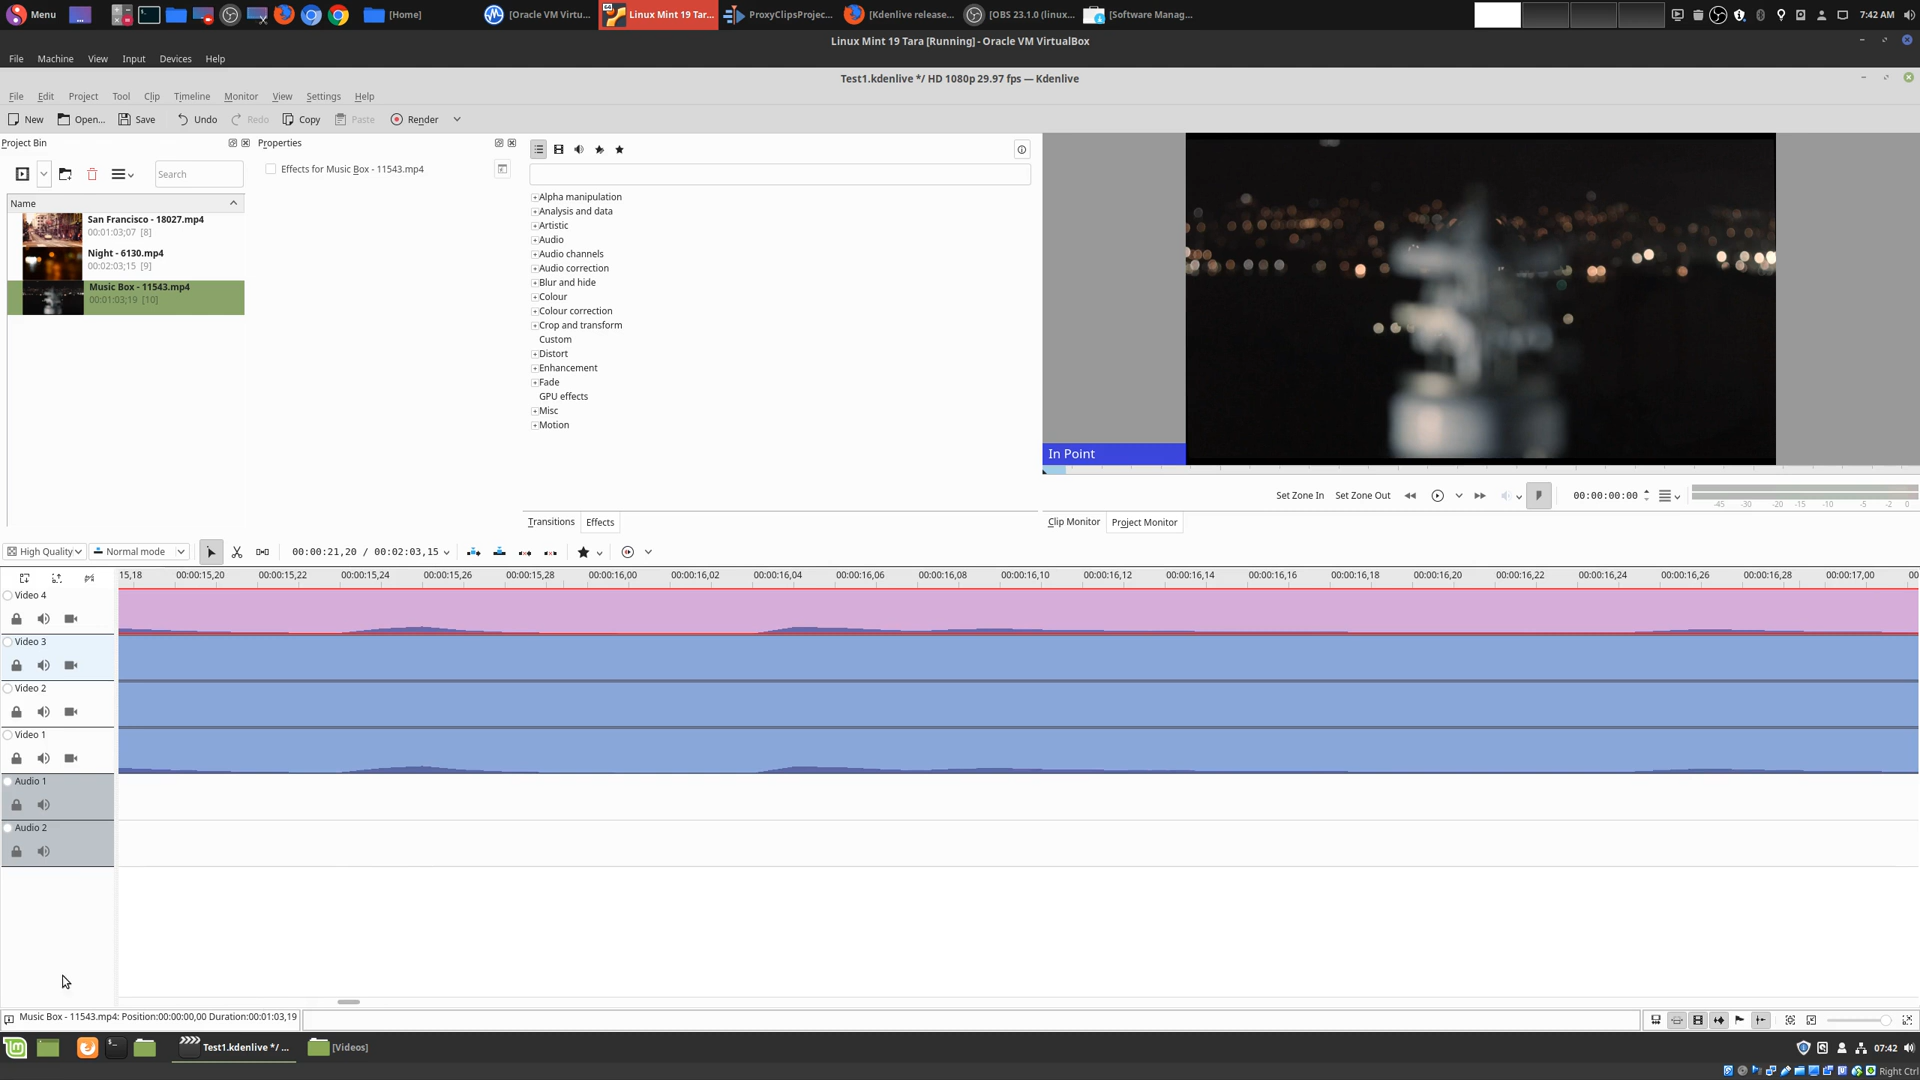 Menu
[Home]
[Oracle VM Virtu...
Linux Mint 19 Tar...
ProxyClipsProjec...
[Kdenlive release...
[OBS 23.1.0 (linux...
[Software Manag...
7:42 AM
Linux Mint 19 Tara [Running] - Oracle VM VirtualBox
File Machine View Input Devices Help
Test1.kdenlive */ HD 1080p 29.97 fps — Kdenlive
File Edit Project Tool Clip Timeline Monitor View Settings Help
New Open... Save Undo Redo Copy Paste Render
Project Bin
Properties
Search
Effects for Music Box - 11543.mp4
Name
San Francisco - 18027.mp4
00:01:03;07 [8]
Night - 6130.mp4
00:02:03;15 [9]
Music Box - 11543.mp4
00:01:03;19 [10]
Alpha manipulation
Analysis and data
Artistic
Audio
Audio channels
Audio correction
Blur and hide
Colour
Colour correction
Crop and transform
Custom
Distort
Enhancement
Fade
GPU effects
Misc
Motion
In Point
Set Zone In Set Zone Out 00:00:00:00
-45 -30 -20 -15 -10 -5 -2 0
Transitions Effects
Clip Monitor Project Monitor
High Quality Normal mode 00:00:21,20 / 00:02:03,15
15,18 00:00:15,20 00:00:15,22 00:00:15,24 00:00:15,26 00:00:15,28 00:00:16,00 00:00:16,02 00:00:16,04 00:00:16,06 00:00:16,08 00:00:16,10 00:00:16,12 00:00:16,14 00:00:16,16 00:00:16,18 00:00:16,20 00:00:16,22 00:00:16,24 00:00:16,26 00:00:16,28 00:00:17,00 00
Video 4
Video 3
Video 2
Video 1
Audio 1
Audio 2
Music Box - 11543.mp4: Position:00:00:00,00 Duration:00:01:03,19
Test1.kdenlive */ ...
[Videos]
07:42
Right Ctrl